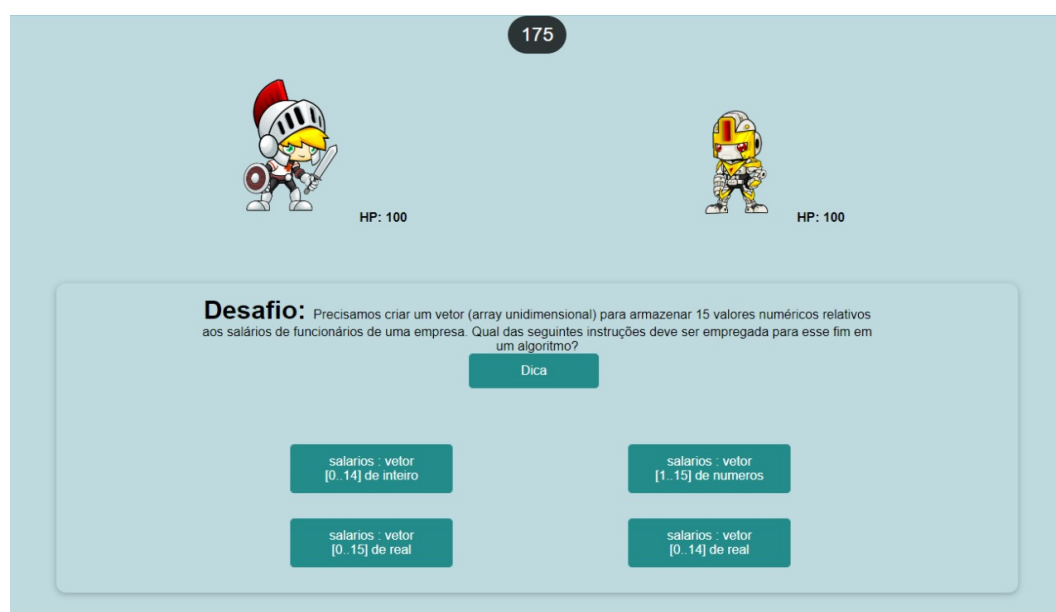 175
HP: 100
HP: 100
Desafio: Precisamos criar um vetor (array unidimensional) para armazenar 15 valores numéricos relativos
aos salários de funcionários de uma empresa. Qual das seguintes instruções deve ser empregada para esse fim em
um algoritmo?
Dica
salarios : vetor
[0..14] de inteiro
salarios : vetor
[1..15] de numeros
salarios : vetor
[0..15] de real
salarios : vetor
[0..14] de real